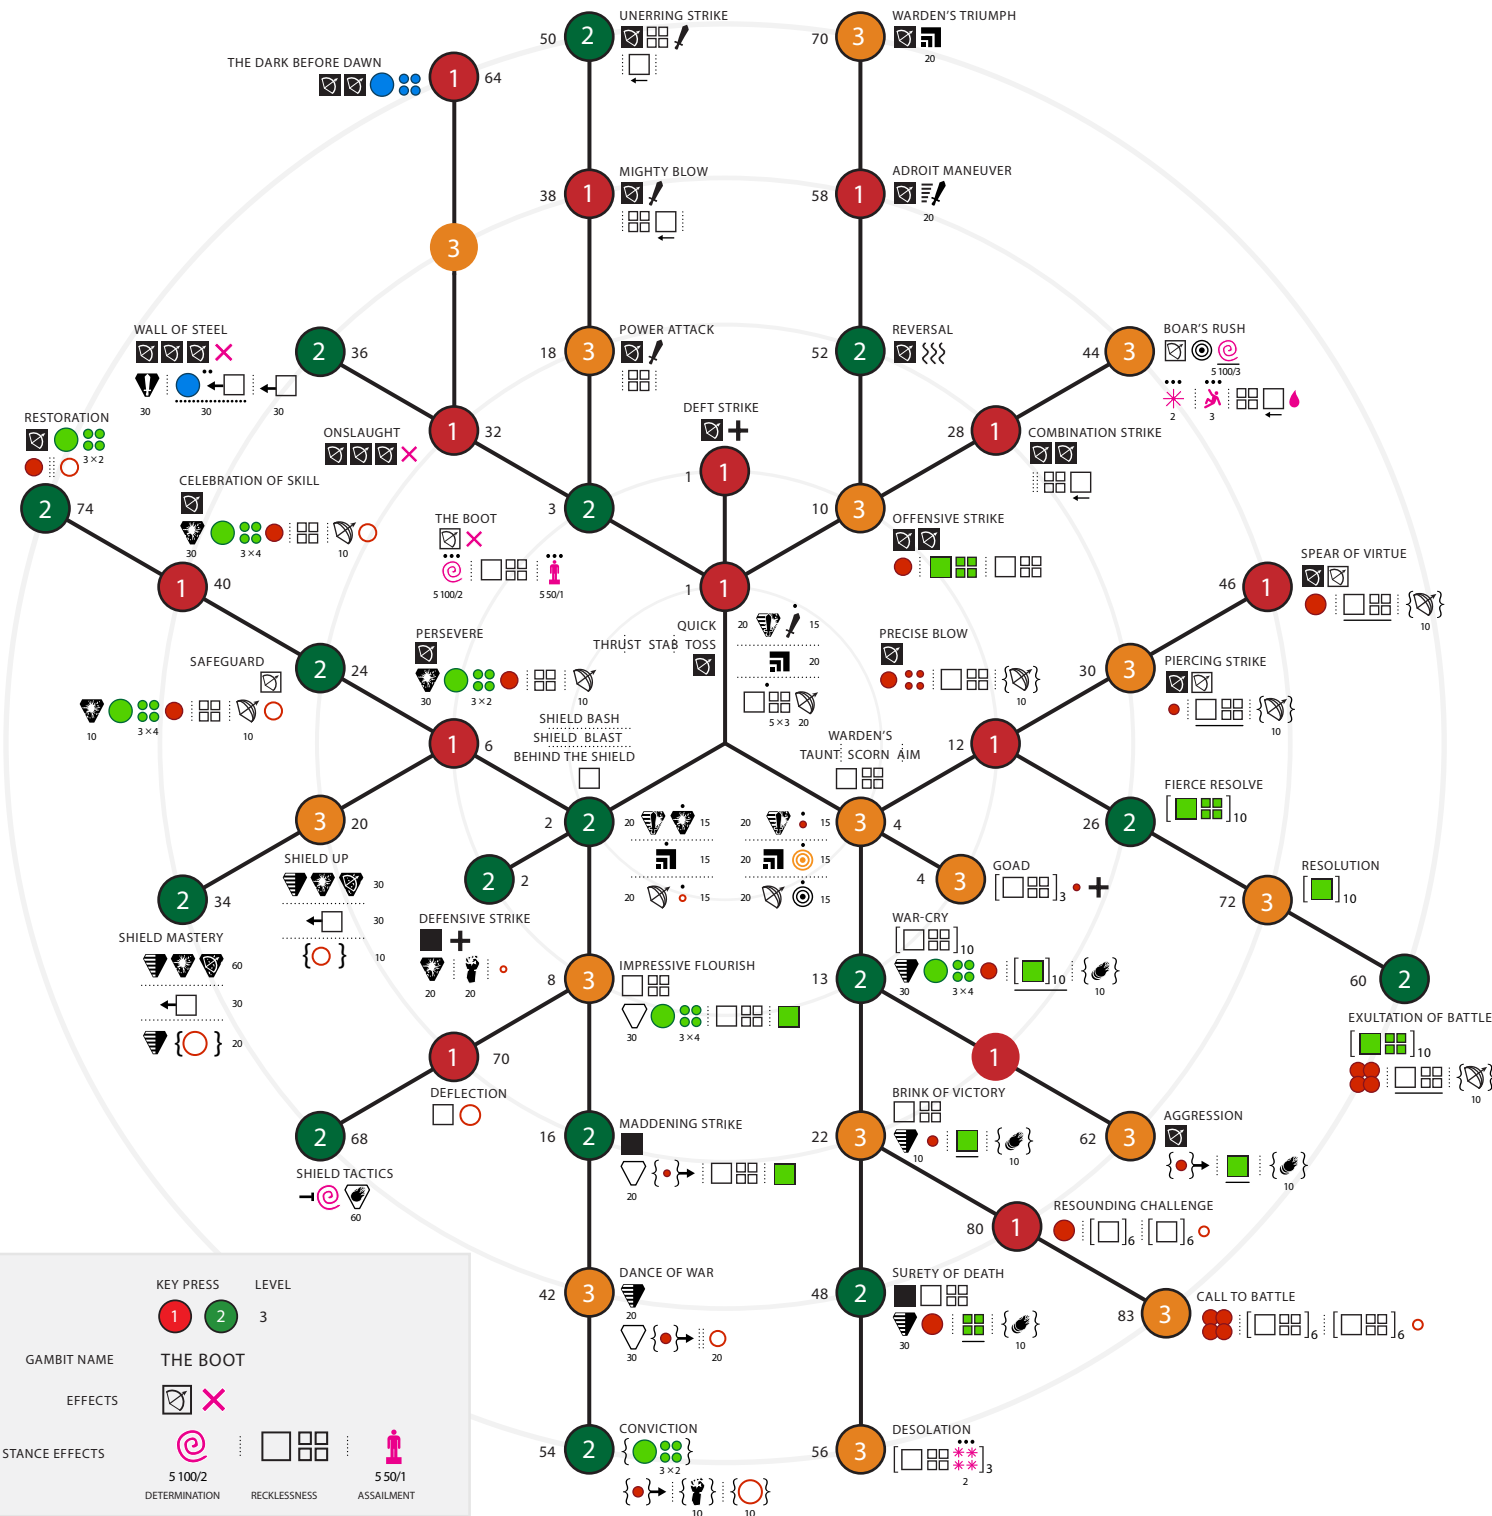 UNERRING STRIKE
50 2
WARDEN'S TRIUMPH
70 3
20
THE DARK BEFORE DAWN
1 64
MIGHTY BLOW
38 1
ADROIT MANEUVER
58 1
20
3
WALL OF STEEL
2 36
30 30 30
POWER ATTACK
18 3
REVERSAL
52 2
BOAR'S RUSH
44 3
5 100/3
2 3
RESTORATION
3×2
2 74
ONSLAUGHT
1 32
DEFT STRIKE
1 1
COMBINATION STRIKE
28 1
CELEBRATION OF SKILL
30 3×4 10
1 40
THE BOOT
5 100/2 5 50/1
3 2
OFFENSIVE STRIKE
10 3
SPEAR OF VIRTUE
46 1
10
1 1
QUICK
THRUST STAB TOSS
20 15
20
5×3 20
PERSEVERE
30 3×2 10
PRECISE BLOW
10
PIERCING STRIKE
30 3
10
SAFEGUARD
2 24
10 3×4 10
SHIELD BASH
SHIELD BLAST
BEHIND THE SHIELD
1 6
WARDEN'S
TAUNT SCORN AIM
12 1
FIERCE RESOLVE
10
26 2
3 20
2 2
20 15
15
20 15
20 15
20 15
20 15
3 4
SHIELD UP
30
30
10
2 2
DEFENSIVE STRIKE
20 20
GOAD
4 3
3
RESOLUTION
10
72 3
2 34
SHIELD MASTERY
60
30
20
WAR-CRY
10
30 3×4 10 10
13 2
IMPRESSIVE FLOURISH
8 3
30 3×4
60 2
EXULTATION OF BATTLE
10
10
1 70
DEFLECTION
1
BRINK OF VICTORY
22 3
10 10
AGGRESSION
62 3
10
MADDENING STRIKE
16 2
20
2 68
SHIELD TACTICS
60
RESOUNDING CHALLENGE
80 1
6 6
DANCE OF WAR
42 3
20
30 20
SURETY OF DEATH
48 2
30 10
CALL TO BATTLE
83 3
6 6
KEY PRESS LEVEL
1 2 3
GAMBIT NAME THE BOOT
EFFECTS
STANCE EFFECTS
5 100/2 5 50/1
DETERMINATION RECKLESSNESS ASSAILMENT
CONVICTION
54 2
3×2
10 10
DESOLATION
56 3
3
2